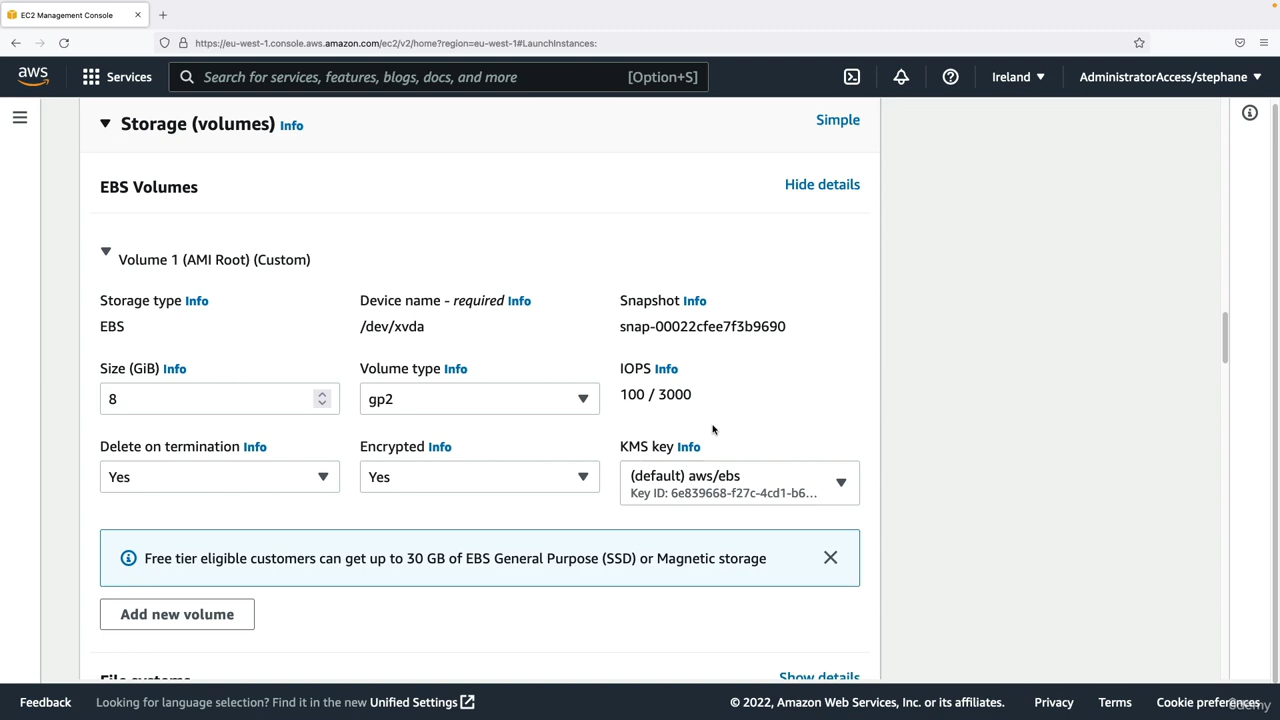 EC2 Management Console
https://eu-west-1.console.aws.amazon.com/ec2/v2/home?region=eu-west-1#LaunchInstances:
aws
Services
Search for services, features, blogs, docs, and more
[Option+S]
Ireland
AdministratorAccess/stephane
Storage (volumes) Info
Simple
EBS Volumes
Hide details
Volume 1 (AMI Root) (Custom)
Storage type Info
Device name - required Info
Snapshot Info
EBS
/dev/xvda
snap-00022cfee7f3b9690
Size (GiB) Info
Volume type Info
IOPS Info
8
gp2
100 / 3000
Delete on termination Info
Encrypted Info
KMS key Info
Yes
Yes
(default) aws/ebs
Key ID: 6e839668-f27c-4cd1-b6...
Free tier eligible customers can get up to 30 GB of EBS General Purpose (SSD) or Magnetic storage
Add new volume
File systems
Show details
Feedback
Looking for language selection? Find it in the new Unified Settings
© 2022, Amazon Web Services, Inc. or its affiliates.
Privacy
Terms
Cookie preferences
Udemy